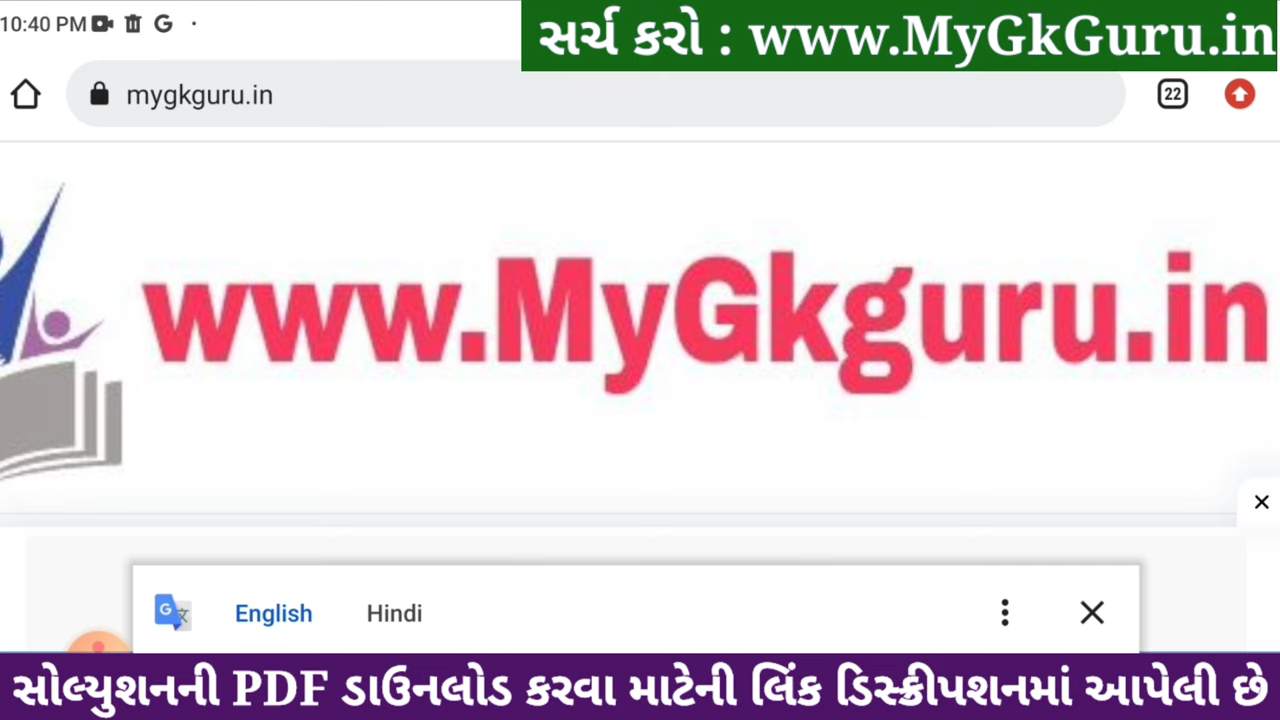 10:40 PM G
સર્ચ કરો : www.MyGkGuru.in
mygkguru.in 22
www.MyGkguru.in
English Hindi
સોલ્યુશનની PDF ડાઉનલોડ કરવા માટેની લિંક ડિસ્ક્રીપશનમાં આપેલી છે